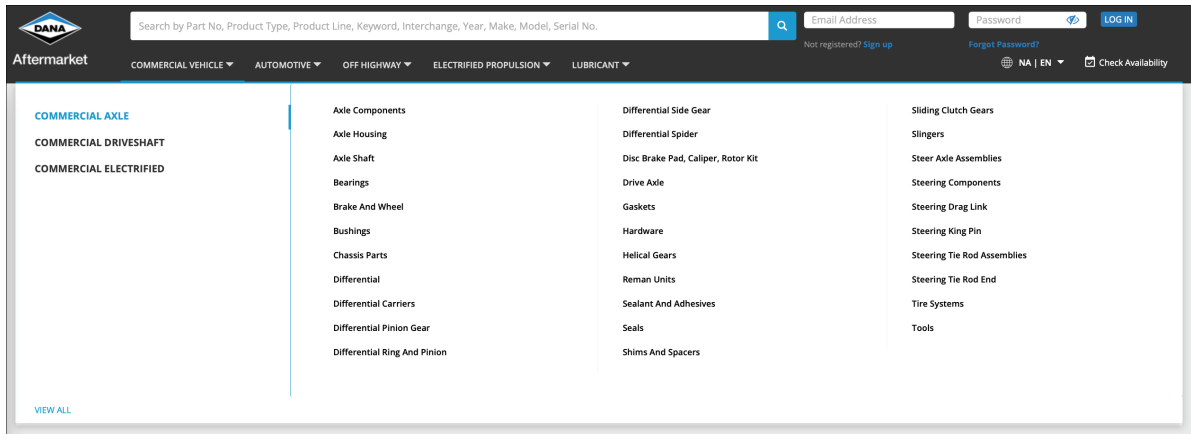 DANA
Aftermarket
Search by Part No, Product Type, Product Line, Keyword, Interchange, Year, Make, Model, Serial No.
Email Address
Password
LOG IN
Not registered? Sign up
Forgot Password?
COMMERCIAL VEHICLE
AUTOMOTIVE
OFF HIGHWAY
ELECTRIFIED PROPULSION
LUBRICANT
NA | EN
Check Availability
COMMERCIAL AXLE
COMMERCIAL DRIVESHAFT
COMMERCIAL ELECTRIFIED
Axle Components
Axle Housing
Axle Shaft
Bearings
Brake And Wheel
Bushings
Chassis Parts
Differential
Differential Carriers
Differential Pinion Gear
Differential Ring And Pinion
Differential Side Gear
Differential Spider
Disc Brake Pad, Caliper, Rotor Kit
Drive Axle
Gaskets
Hardware
Helical Gears
Reman Units
Sealant And Adhesives
Seals
Shims And Spacers
Sliding Clutch Gears
Slingers
Steer Axle Assemblies
Steering Components
Steering Drag Link
Steering King Pin
Steering Tie Rod Assemblies
Steering Tie Rod End
Tire Systems
Tools
VIEW ALL